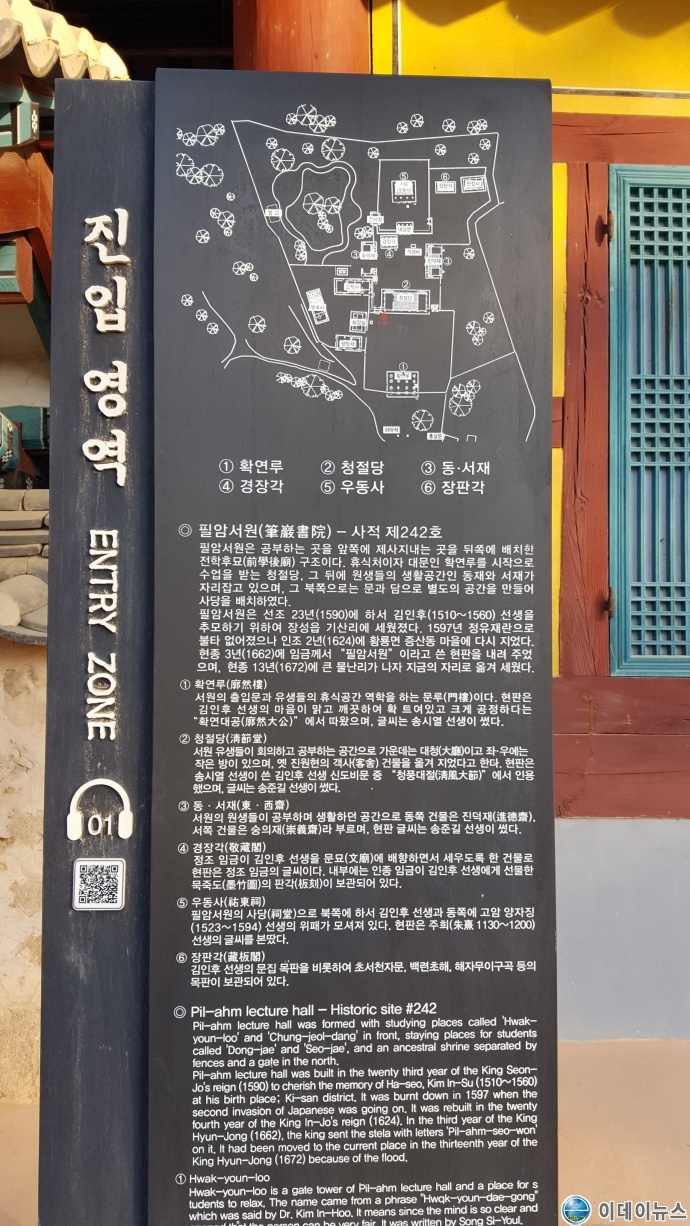 진입 영역
ENTRY ZONE
01
① 확연루 ② 청절당 ③ 동·서재
④ 경장각 ⑤ 우동사 ⑥ 장판각
◎ 필암서원(筆巖書院) – 사적 제242호
필암서원은 공부하는 곳을 앞쪽에 제사지내는 곳을 뒤쪽에 배치한
전학후묘(前學後廟) 구조이다. 휴식처이자 대문인 확연루를 시작으로
수업을 받는 청절당, 그 뒤에 원생들의 생활공간인 동재와 서재가
자리잡고 있으며, 그 북쪽으로는 문과 담으로 별도의 공간을 만들어
사당을 배치하였다.
필암서원은 선조 23년(1590)에 하서 김인후(1510~1560) 선생을
추모하기 위하여 장성읍 기산리에 세웠졌다. 1597년 정유재란으로
불타 없어졌으나 인조 2년(1624)에 황룡면 증산동 마을에 다시 지었다.
현종 3년(1662)에 임금께서 “필암서원” 이라고 쓴 현판을 내려 주었
으며, 현종 13년(1672)에 큰 물난리가 나자 지금의 자리로 옮겨 세웠다.
① 확연루(廓然樓)
서원의 출입문과 유생들의 휴식공간 역학을 하는 문루(門樓)이다. 현판은
김인후 선생의 마음이 맑고 깨끗하여 확 트여있고 크게 공정하다는
“확연대공(廓然大公)” 에서 따왔으며, 글씨는 송시열 선생이 썼다.
② 청절당(淸節堂)
서원 유생들이 회의하고 공부하는 공간으로 가운데는 대청(大廳)이고 좌·우에는
작은 방이 있으며, 옛 진원현의 객사(客舍) 건물을 옮겨 지었다고 한다. 현판은
송시열 선생이 쓴 김인후 선생 신도비문 중 “청풍대절(淸風大節)” 에서 인용
했으며, 글씨는 송준길 선생이 썼다.
③ 동 · 서재(東 · 西齋)
서원의 원생들이 공부하며 생활하던 공간으로 동쪽 건물은 진덕재(進德齋),
서쪽 건물은 숭의재(崇義齋)라 부르며, 현판 글씨는 송준길 선생이 썼다.
④ 경장각(敬藏閣)
정조 임금이 김인후 선생을 문묘(文廟)에 배향하면서 세우도록 한 건물로
현판은 정조 임금의 글씨이다. 내부에는 인종 임금이 김인후 선생에게 선물한
묵죽도(墨竹圖)의 판각(板刻)이 보관되어 있다.
⑤ 우동사(祐東祠)
필암서원의 사당(祠堂)으로 북쪽에 하서 김인후 선생과 동쪽에 고암 양자징
(1523~1594) 선생의 위패가 모셔져 있다. 현판은 주희(朱熹 1130~1200)
선생의 글씨를 본땄다.
⑥ 장판각(藏板閣)
김인후 선생의 문집 목판을 비롯하여 초서천자문, 백련초해, 해자무이구곡 등의
목판이 보관되어 있다.
◎ Pil–ahm lecture hall – Historic site #242
Pil–ahm lecture hall was formed with studying places called 'Hwak-
youn-loo' and 'Chung-jeol-dang' in front, staying places for students
called 'Dong-jae' and 'Seo-jae', and an ancestral shrine separated by
fences and a gate in the north.
Pil–ahm lecture hall was built in the twenty third year of the King Seon-
Jo's reign (1590) to cherish the memory of Ha-seo, Kim In-Su (1510~1560)
at his birth place; Ki-san district. It was burnt down in 1597 when the
second invasion of Japanese was going on. It was rebuilt in the twenty
fourth year of the King In-Jo's reign (1624). In the third year of the King
Hyun-Jong (1662), the king sent the stela with letters 'Pil-ahm-seo-won'
on it. It had been moved to the current place in the thirteenth year of the
King Hyun-Jong (1672) because of the flood.
① Hwak-youn-loo
Hwak-youn-loo is a gate tower of Pil-ahm lecture hall and a place for s
tudents to relax. The name came from a phrase "Hwqk-youn-dae-gong"
which was said by Dr. Kim In-Hoo. It means since the mind is so clear and
that the person can be very fair. It was written by Song Si-Youl.
이데이뉴스